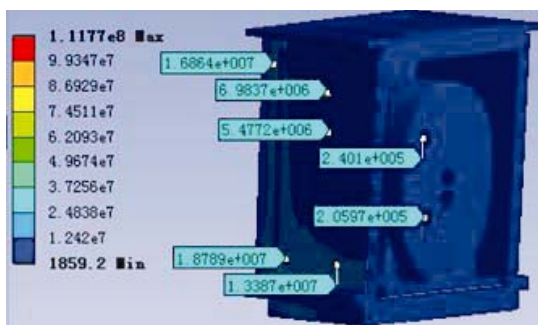 1.1177e8 Max
9.9347e7
8.6929e7
7.4511e7
6.2093e7
4.9674e7
3.7256e7
2.4838e7
1.242e7
1859.2 Min
1.6864e+007
6.9837e+006
5.4772e+006
2.401e+005
2.0597e+005
1.8789e+007
1.3387e+007